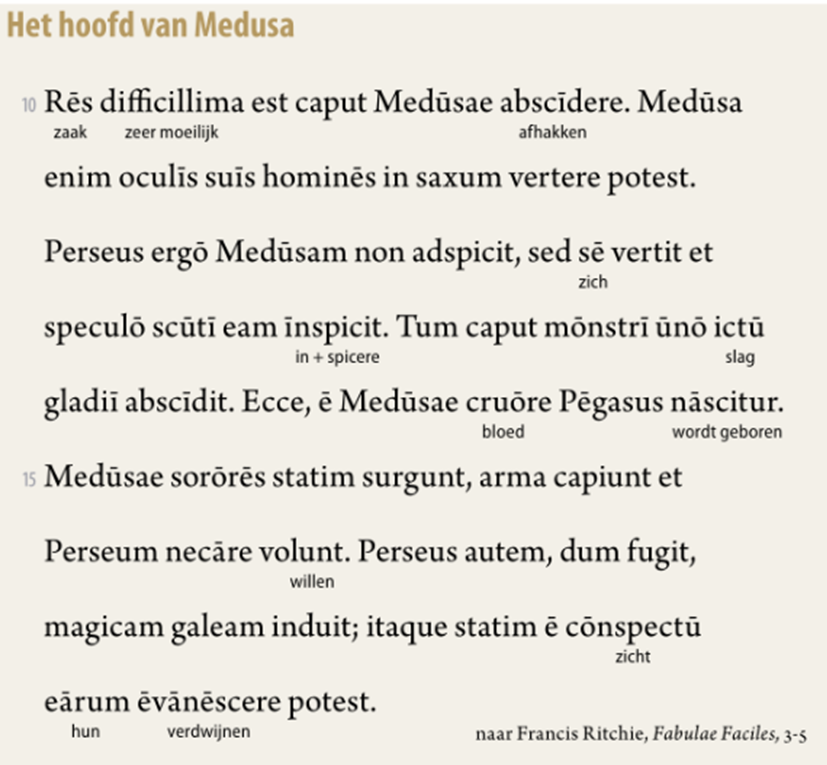 Het hoofd van Medusa
10 Rēs difficillima est caput Medūsae abscīdere. Medūsa
zaak zeer moeilijk afhakken
enim oculīs suīs hominēs in saxum vertere potest.
Perseus ergō Medūsam non adspicit, sed sē vertit et
zich
speculō scūtī eam īnspicit. Tum caput mōnstrī ūnō ictū
in + spicere slag
gladiī abscīdit. Ecce, ē Medūsae cruōre Pēgasus nāscitur.
bloed wordt geboren
15 Medūsae sorōrēs statim surgunt, arma capiunt et
Perseum necāre volunt. Perseus autem, dum fugit,
willen
magicam galeam induit; itaque statim ē cōnspectū
zicht
eārum ēvānēscere potest.
hun verdwijnen naar Francis Ritchie, Fabulae Faciles, 3-5